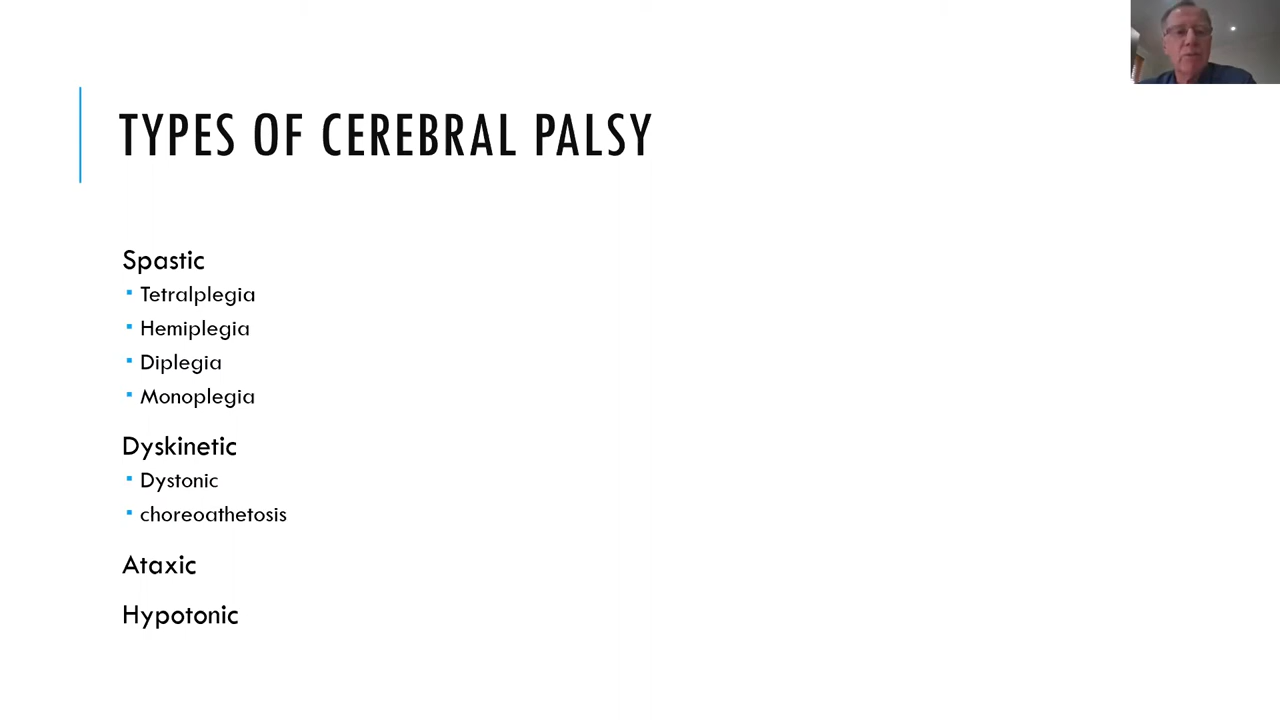 TYPES OF CEREBRAL PALSY
Spastic
Tetralplegia
Hemiplegia
Diplegia
Monoplegia
Dyskinetic
Dystonic
choreoathetosis
Ataxic
Hypotonic